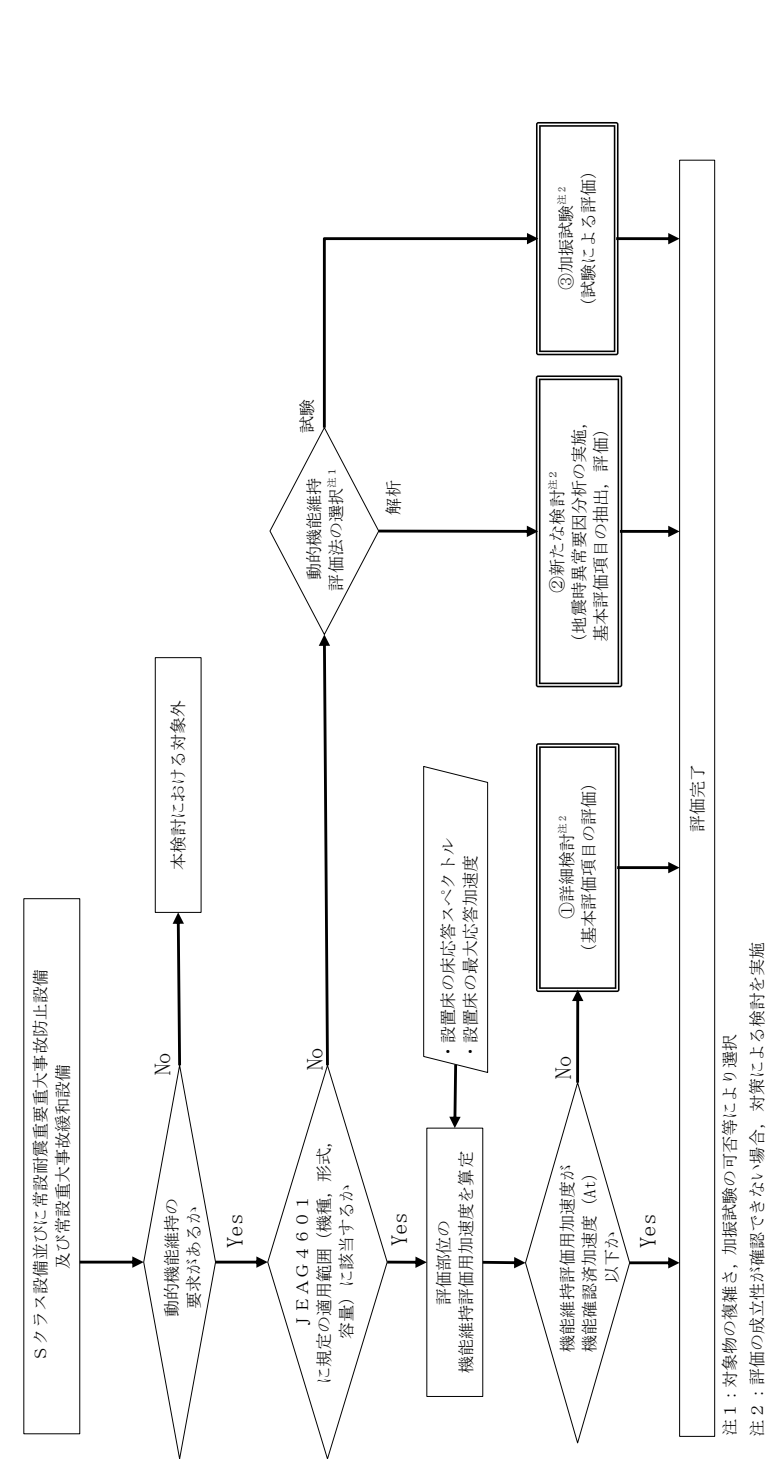 Ｓクラス設備並びに常設耐震重要重大事故防止設備
及び常設重大事故緩和設備
動的機能維持の
要求があるか
No
本検討における対象外
Yes
ＪＥＡＧ４６０１
に規定の適用範囲（機種，形式，
容量）に該当するか
No
動的機能維持
評価法の選択注１
試験
解析
Yes
評価部位の
機能維持評価用加速度を算定
・設置床の床応答スペクトル
・設置床の最大応答加速度
機能維持評価用加速度が
機能確認済加速度（At）
以下か
No
①詳細検討注２
(基本評価項目の評価)
②新たな検討注２
(地震時異常要因分析の実施，
基本評価項目の抽出，評価)
③加振試験注２
(試験による評価)
Yes
評価完了
注１：対象物の複雑さ，加振試験の可否等により選択
注２：評価の成立性が確認できない場合，対策による検討を実施